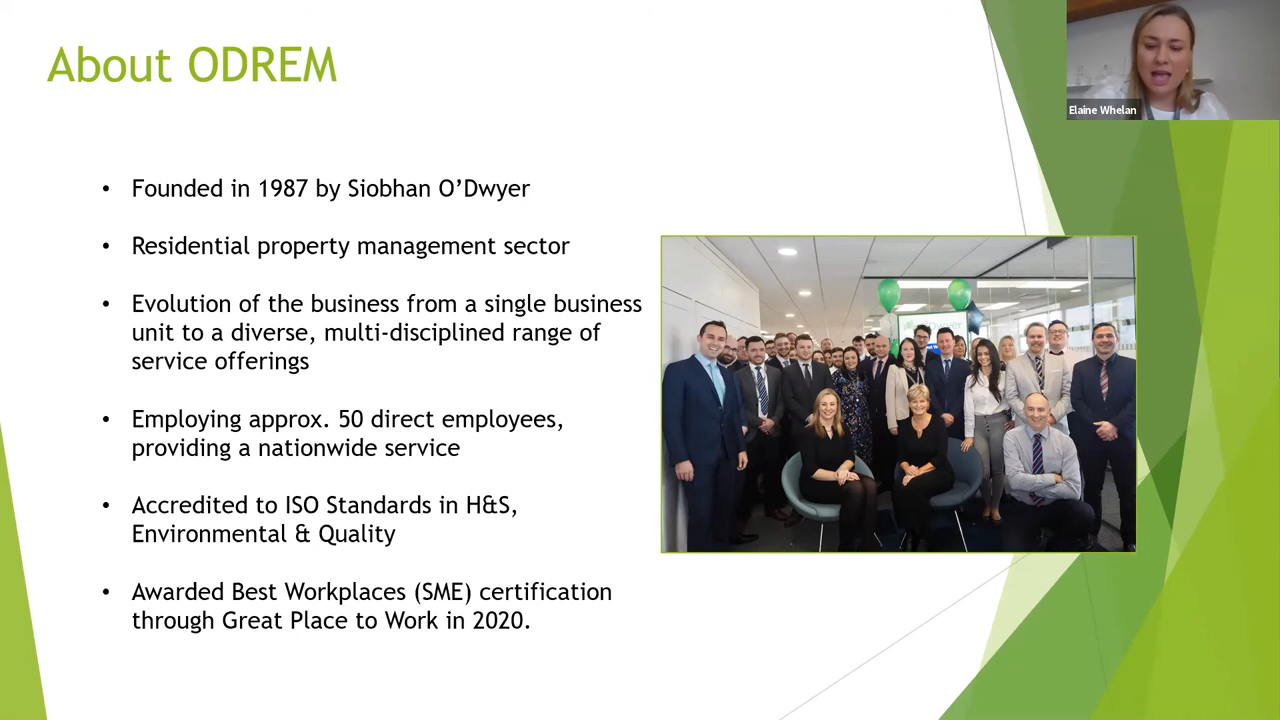 About ODREM
Elaine Whelan
• Founded in 1987 by Siobhan O’Dwyer
• Residential property management sector
• Evolution of the business from a single business
unit to a diverse, multi-disciplined range of
service offerings
• Employing approx. 50 direct employees,
providing a nationwide service
• Accredited to ISO Standards in H&S,
Environmental & Quality
• Awarded Best Workplaces (SME) certification
through Great Place to Work in 2020.